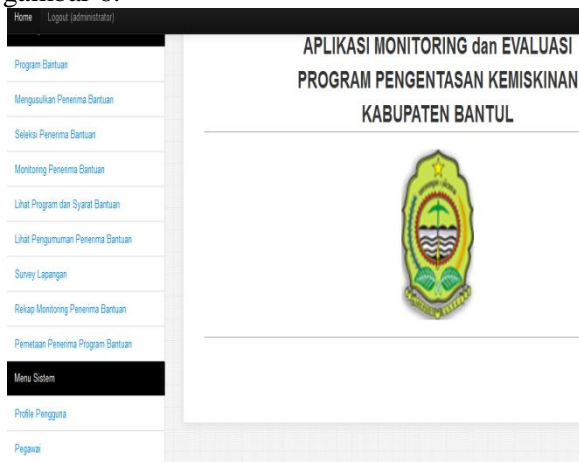 gambar 6.
Home Logout (administrator)
Program Bantuan
Mengusulkan Penerima Bantuan
Seleksi Penerima Bantuan
Monitoring Penerima Bantuan
Lihat Program dan Syarat Bantuan
Lihat Pengumuman Penerima Bantuan
Survey Lapangan
Rekap Monitoring Penerima Bantuan
Pemetaan Penerima Program Bantuan
Menu Sistem
Profile Pengguna
Pegawai
APLIKASI MONITORING dan EVALUASI
PROGRAM PENGENTASAN KEMISKINAN
KABUPATEN BANTUL